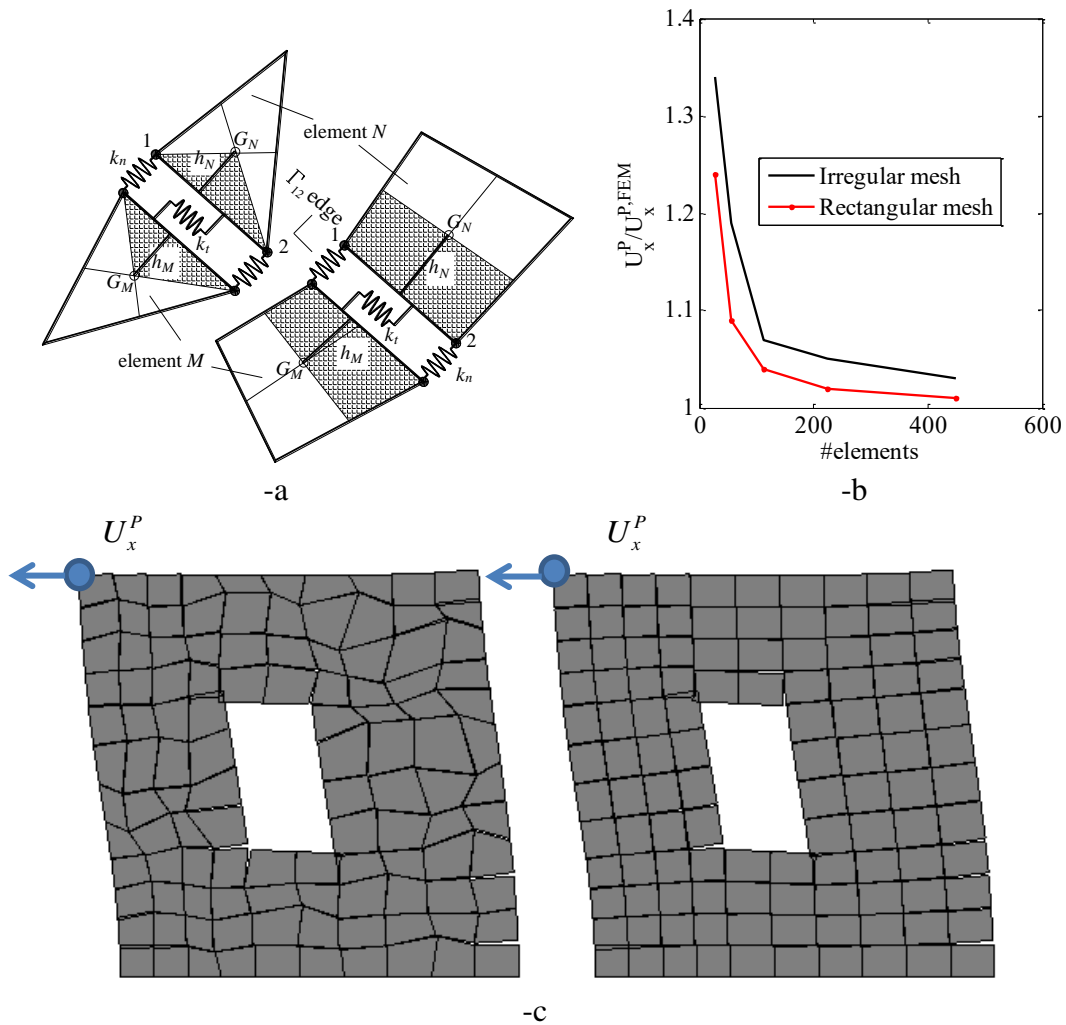 element N
1
G_N
k_n
h_N
Γ_12 edge
1
G_N
h_N
k_t
2
h_M
G_M
k_t
2
element M
h_M
G_M
k_n
-a
1.4
1.3
1.2
1.1
1
U_x^P/U_x^P,FEM
Irregular mesh
Rectangular mesh
0 200 400 600
#elements
-b
U_x^P
U_x^P
-c